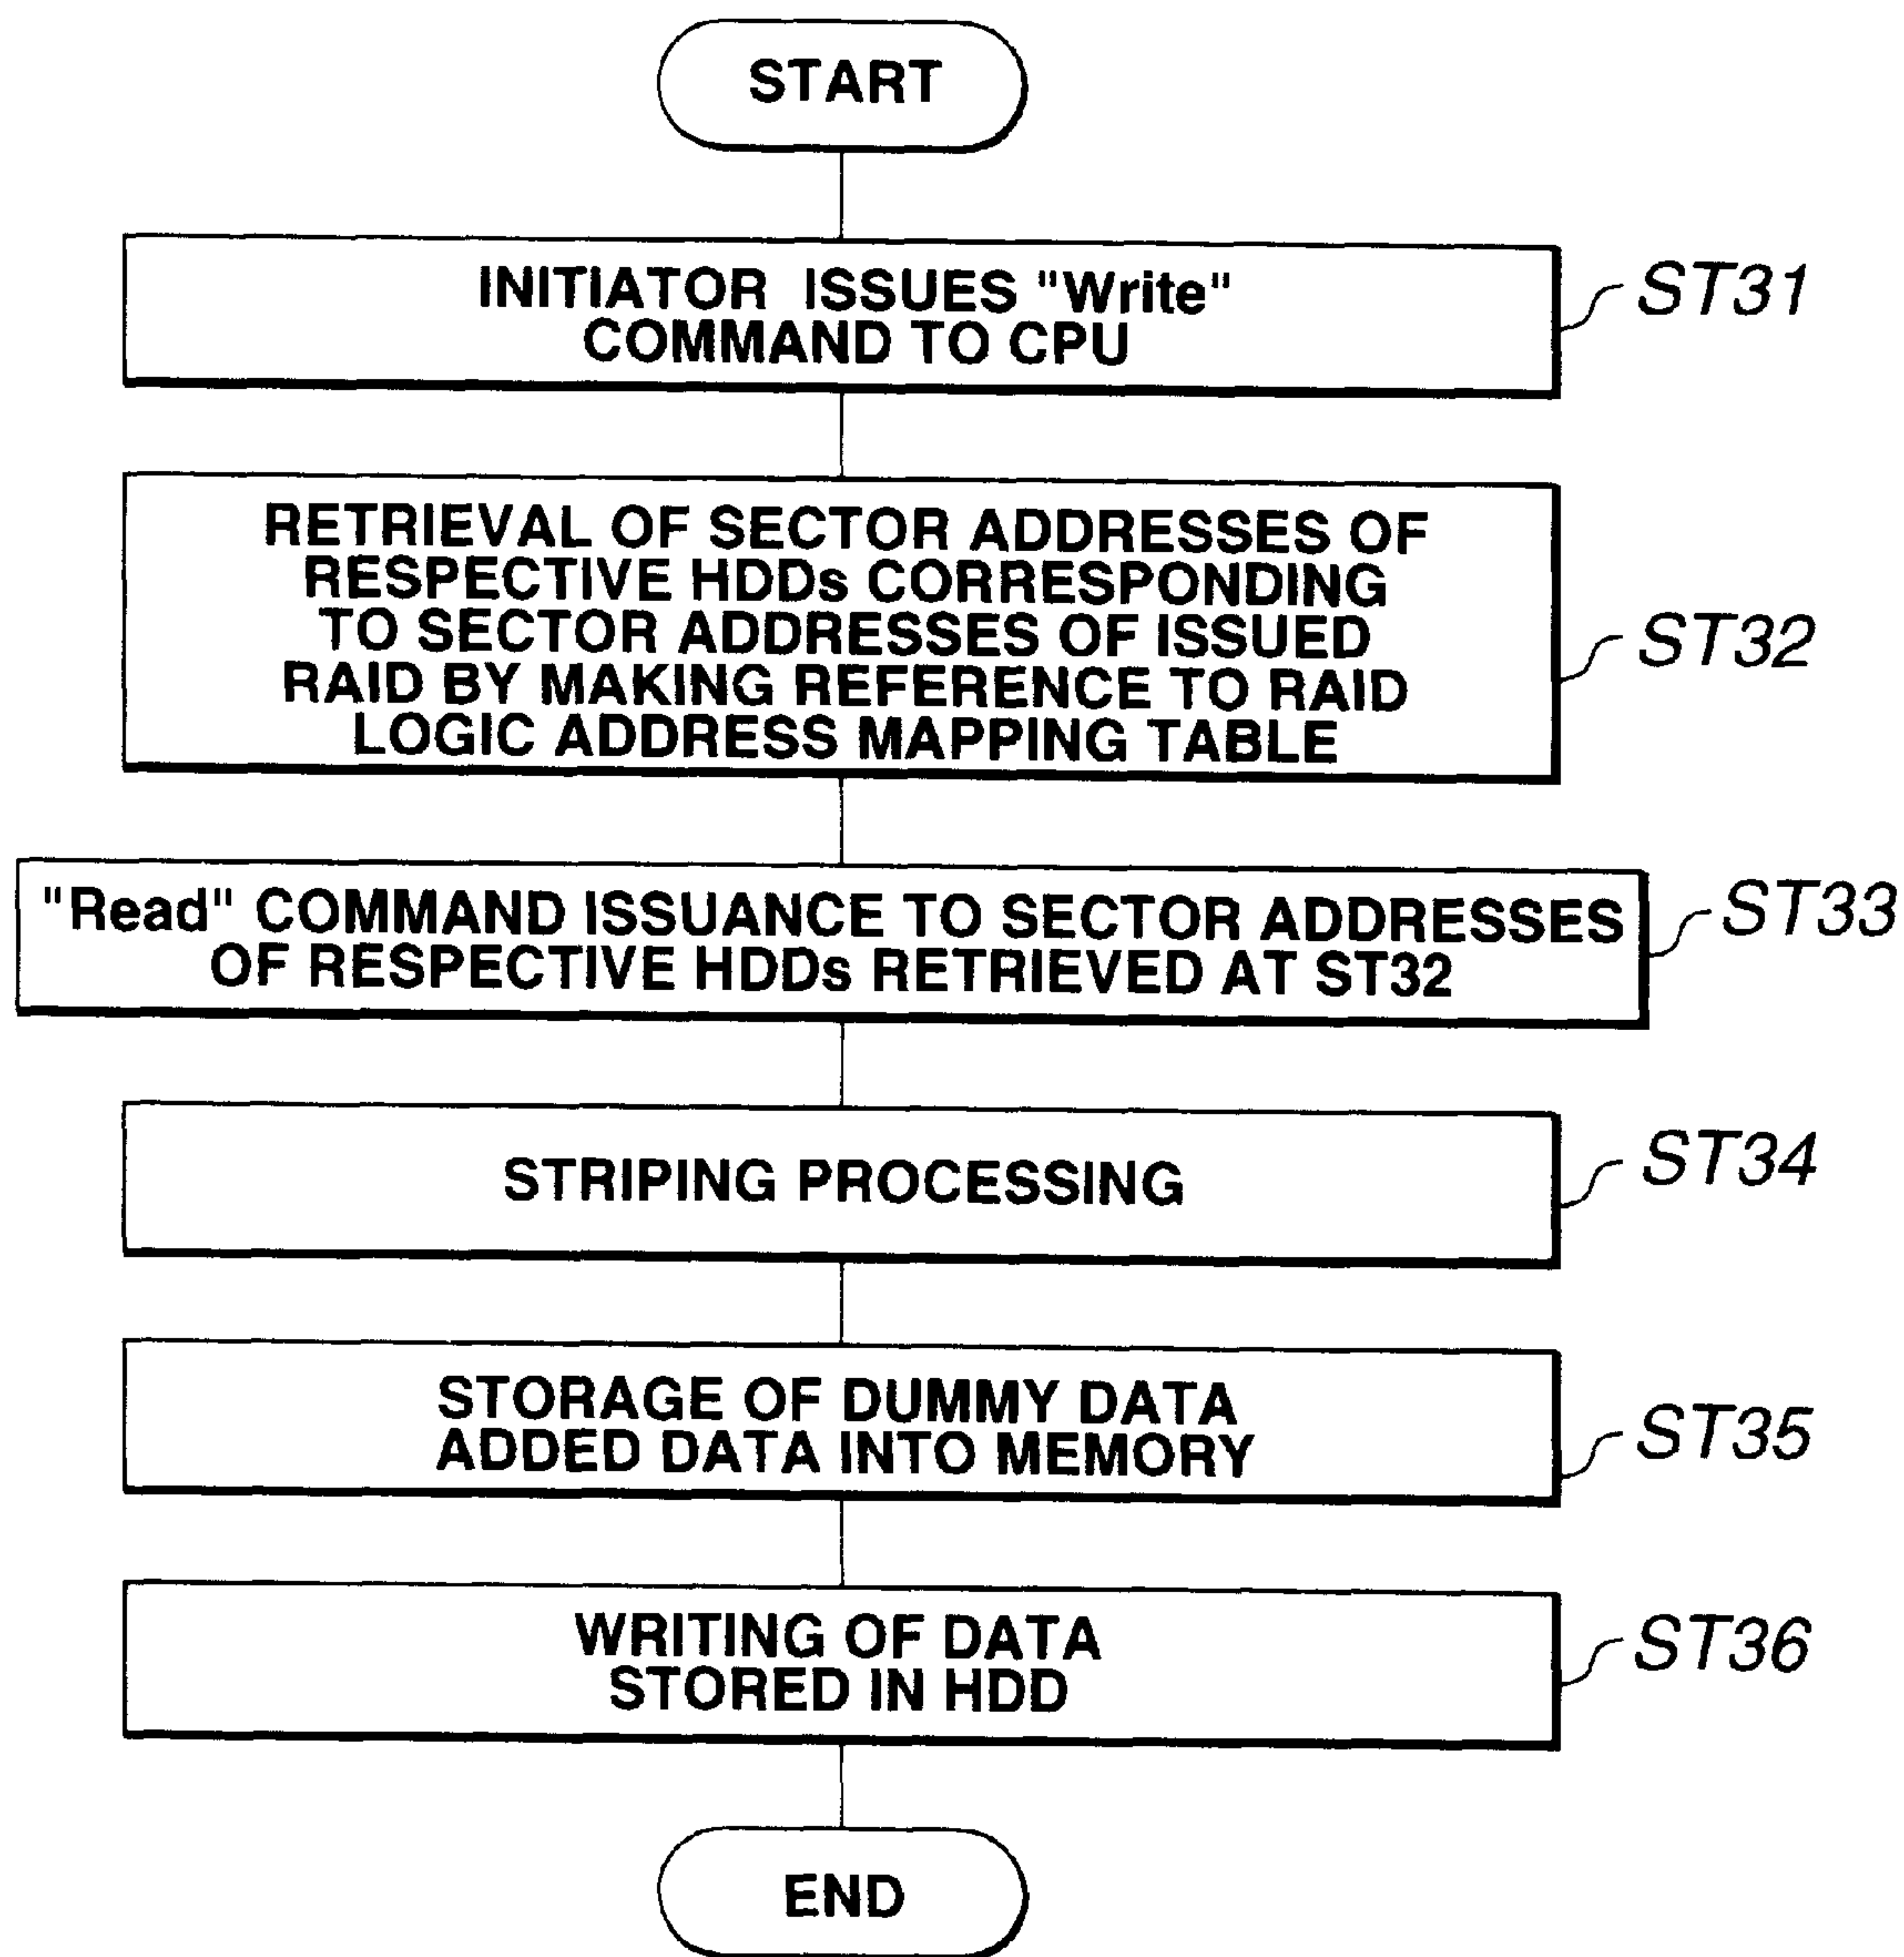 START
INITIATOR ISSUES "Write"
COMMAND TO CPU
ST31
RETRIEVAL OF SECTOR ADDRESSES OF
RESPECTIVE HDDs CORRESPONDING
TO SECTOR ADDRESSES OF ISSUED
RAID BY MAKING REFERENCE TO RAID
LOGIC ADDRESS MAPPING TABLE
ST32
"Read" COMMAND ISSUANCE TO SECTOR ADDRESSES
OF RESPECTIVE HDDs RETRIEVED AT ST32
ST33
STRIPING PROCESSING
ST34
STORAGE OF DUMMY DATA
ADDED DATA INTO MEMORY
ST35
WRITING OF DATA
STORED IN HDD
ST36
END